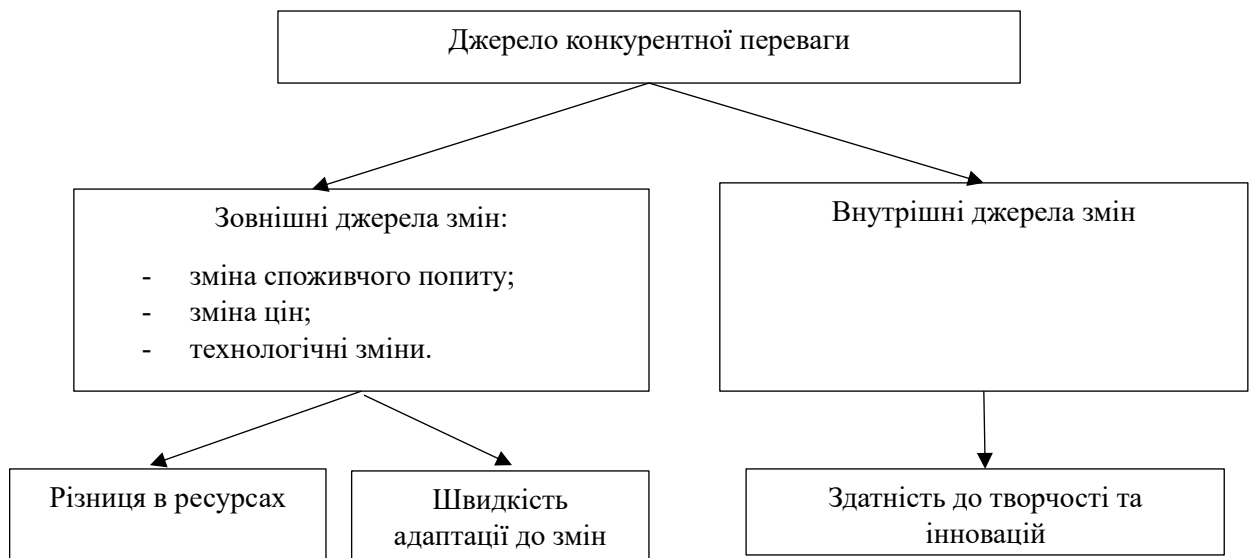 Джерело конкурентної переваги
Зовнішні джерела змін:
- зміна споживчого попиту;
- зміна цін;
- технологічні зміни.
Внутрішні джерела змін
Різниця в ресурсах
Швидкість
адаптації до змін
Здатність до творчості та
інновацій